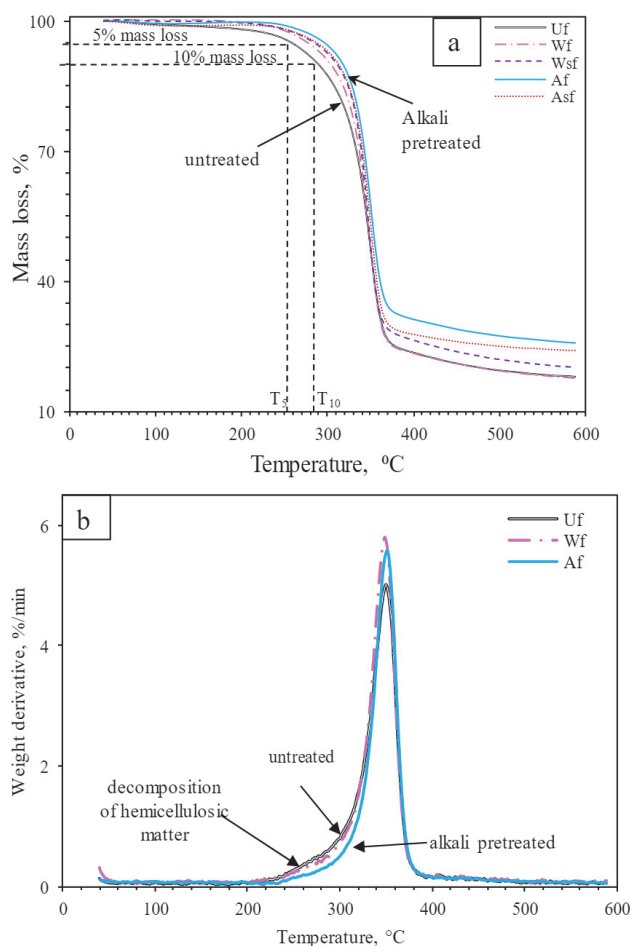 100
a
Uf
Wf
Wsf
Af
Asf
5% mass loss
10% mass loss
untreated
Alkali
pretreated
70
40
10
Mass loss, %
T5 T10
0 100 200 300 400 500 600
Temperature, ºC
b
Uf
Wf
Af
6
4
2
0
Weight derivative, %/min
untreated
decomposition
of hemicellulosic
matter
alkali pretreated
0 100 200 300 400 500 600
Temperature, °C